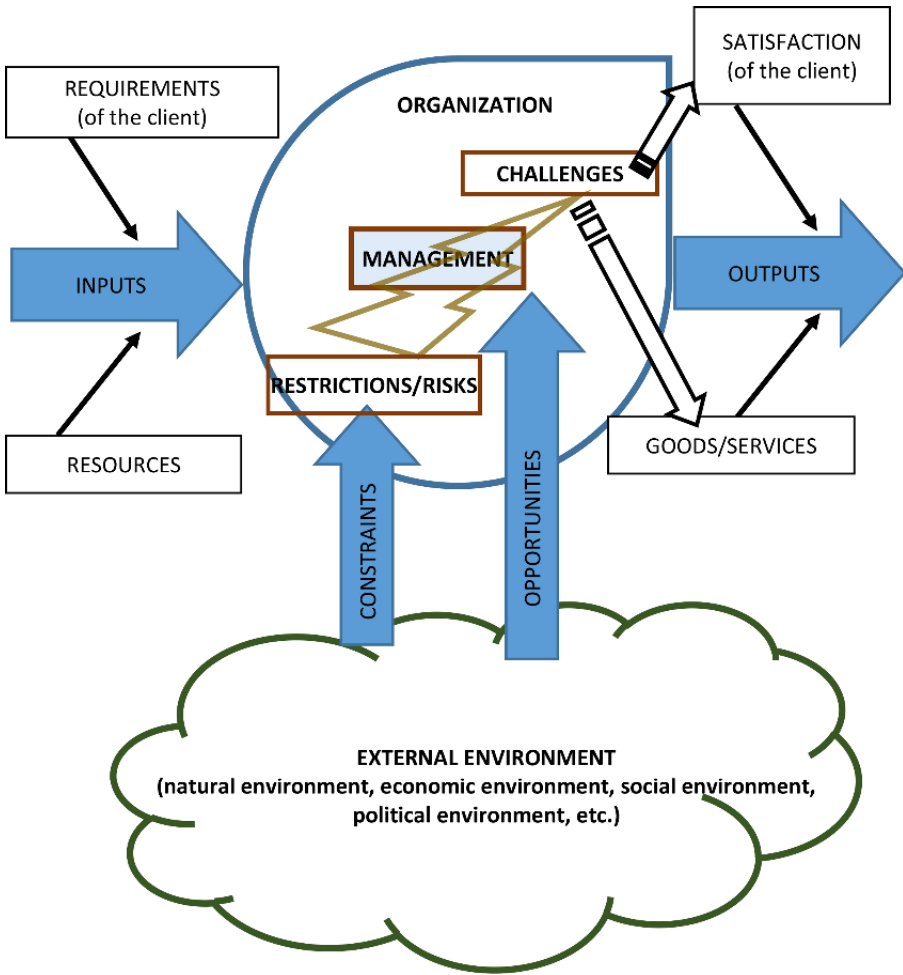 SATISFACTION
(of the client)
REQUIREMENTS
(of the client)
ORGANIZATION
CHALLENGES
MANAGEMENT
INPUTS
OUTPUTS
RESTRICTIONS/RISKS
GOODS/SERVICES
RESOURCES
CONSTRAINTS
OPPORTUNITIES
EXTERNAL ENVIRONMENT
(natural environment, economic environment, social environment,
political environment, etc.)